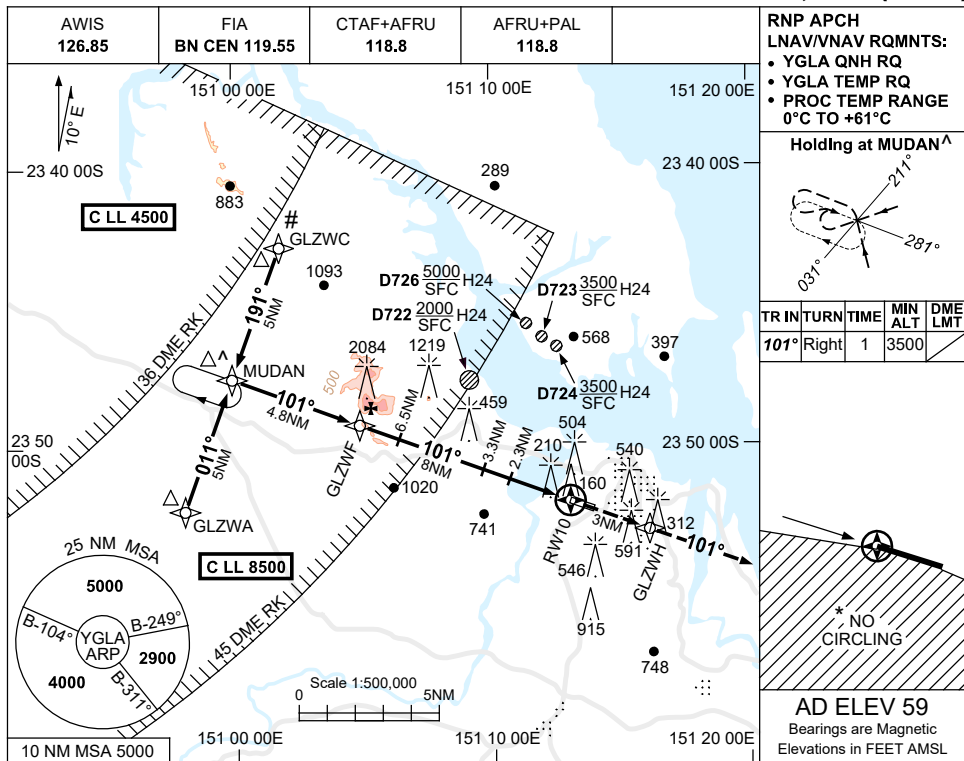 AWIS
126.85
FIA
BN CEN 119.55
CTAF+AFRU
118.8
AFRU+PAL
118.8
RNP APCH
LNAV/VNAV RQMNTS:
• YGLA QNH RQ
• YGLA TEMP RQ
• PROC TEMP RANGE
0°C TO +61°C
Holding at MUDAN^
211°
281°
031°
TR IN TURN TIME MIN ALT DME LMT
101° Right 1 3500
10° E
151 00 00E
151 10 00E
151 20 00E
23 40 00S
883
289
C LL 4500
#
GLZWC
1093
191°
5NM
36 DME RK
D726 5000 SFC H24
D723 3500 SFC H24
D722 2000 SFC H24
568
397
D724 3500 SFC H24
2084
1219
500
^
MUDAN
101°
4.8NM
6.5NM
459
GLZWF
101°
8NM
3.3NM
2.3NM
504
210
540
160
23 50
00S
23 50 00S
011°
5NM
GLZWA
1020
741
RW10
3NM
591
312
GLZWH
101°
546
915
748
C LL 8500
45 DME RK
25 NM MSA
5000
B-104°
B-249°
YGLA
ARP
2900
4000
B-311°
10 NM MSA 5000
Scale 1:500,000
0 5NM
151 00 00E
151 10 00E
151 20 00E
* NO
CIRCLING
AD ELEV 59
Bearings are Magnetic
Elevations in FEET AMSL